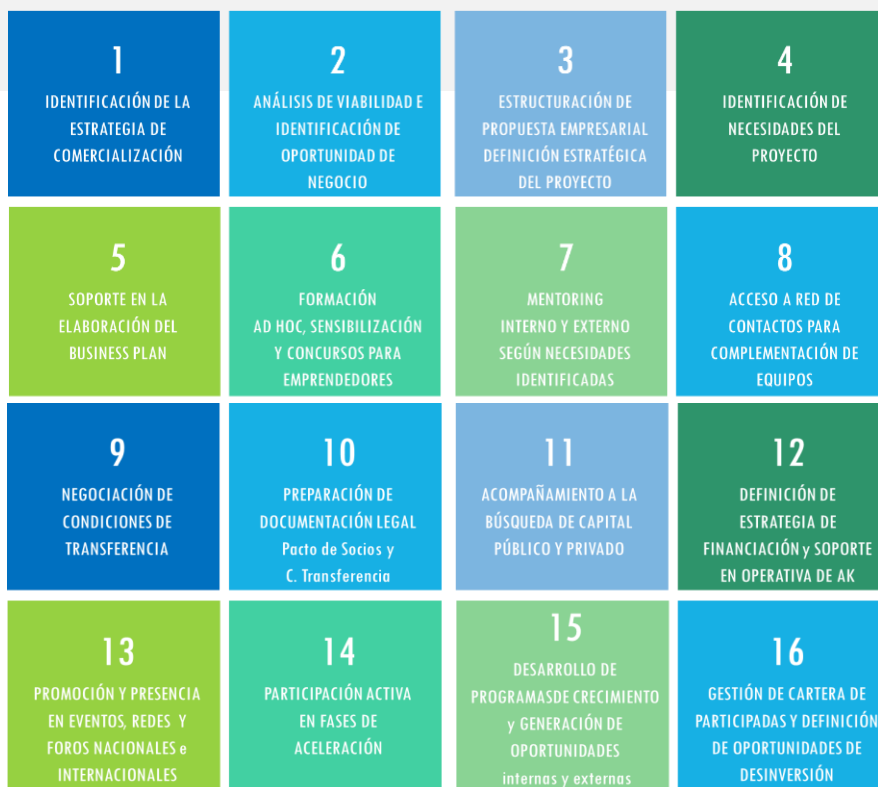 1
IDENTIFICACIÓN DE LA
ESTRATEGIA DE
COMERCIALIZACIÓN
2
ANÁLISIS DE VIABILIDAD E
IDENTIFICACIÓN DE
OPORTUNIDAD DE
NEGOCIO
3
ESTRUCTURACIÓN DE
PROPUESTA EMPRESARIAL
DEFINICIÓN ESTRATÉGICA
DEL PROYECTO
4
IDENTIFICACIÓN DE
NECESIDADES DEL
PROYECTO
5
SOPORTE EN LA
ELABORACIÓN DEL
BUSINESS PLAN
6
FORMACIÓN
AD HOC, SENSIBILIZACIÓN
Y CONCURSOS PARA
EMPRENDEDORES
7
MENTORING
INTERNO Y EXTERNO
SEGÚN NECESIDADES
IDENTIFICADAS
8
ACCESO A RED DE
CONTACTOS PARA
COMPLEMENTACIÓN DE
EQUIPOS
9
NEGOCIACIÓN DE
CONDICIONES DE
TRANSFERENCIA
10
PREPARACIÓN DE
DOCUMENTACIÓN LEGAL
Pacto de Socios y
C. Transferencia
11
ACOMPAÑAMIENTO A LA
BÚSQUEDA DE CAPITAL
PÚBLICO Y PRIVADO
12
DEFINICIÓN DE
ESTRATEGIA DE
FINANCIACIÓN y SOPORTE
EN OPERATIVA DE AK
13
PROMOCIÓN Y PRESENCIA
EN EVENTOS, REDES Y
FOROS NACIONALES e
INTERNACIONALES
14
PARTICIPACIÓN ACTIVA
EN FASES DE
ACELERACIÓN
15
DESARROLLO DE
PROGRAMASDE CRECIMIENTO
y GENERACIÓN DE
OPORTUNIDADES
internas y externas
16
GESTIÓN DE CARTERA DE
PARTICIPADAS Y DEFINICIÓN
DE OPORTUNIDADES DE
DESINVERSIÓN